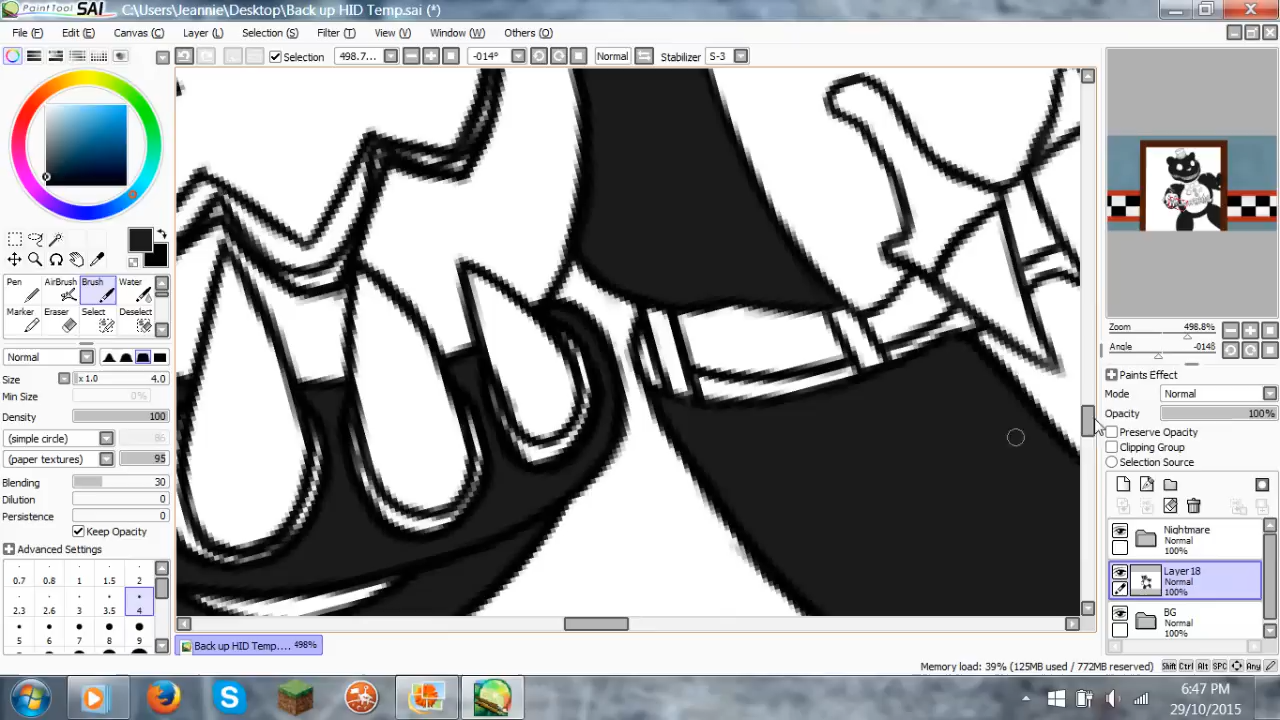 PaintTool SAI C:\Users\Jeannie\Desktop\Back up HID Temp.sai (*)
File (F) Edit (E) Canvas (C) Layer (L) Selection (S) Filter (T) View (V) Window (W) Others (O)
Selection 498.7... -014° Normal Stabilizer S-3
Zoom 498.8%
Angle -014ß
Pen AirBrush Brush Water
Marker Eraser Select Deselect
Normal
Size x 1.0 4.0
Min Size 0%
Density 100
(simple circle)
(paper textures) 95
Blending 30
Dilution 0
Persistence 0
Keep Opacity
Advanced Settings
0.7 0.8 1 1.5 2
2.3 2.6 3 3.5 4
5 6 7 8 9
Paints Effect
Mode Normal
Opacity 100%
Preserve Opacity
Clipping Group
Selection Source
Nightmare
Normal
100%
Layer18
Normal
100%
BG
Normal
100%
Back up HID Temp.... 498%
Memory load: 39% (125MB used / 772MB reserved) Shift Ctrl Alt SPC Any
6:47 PM
29/10/2015